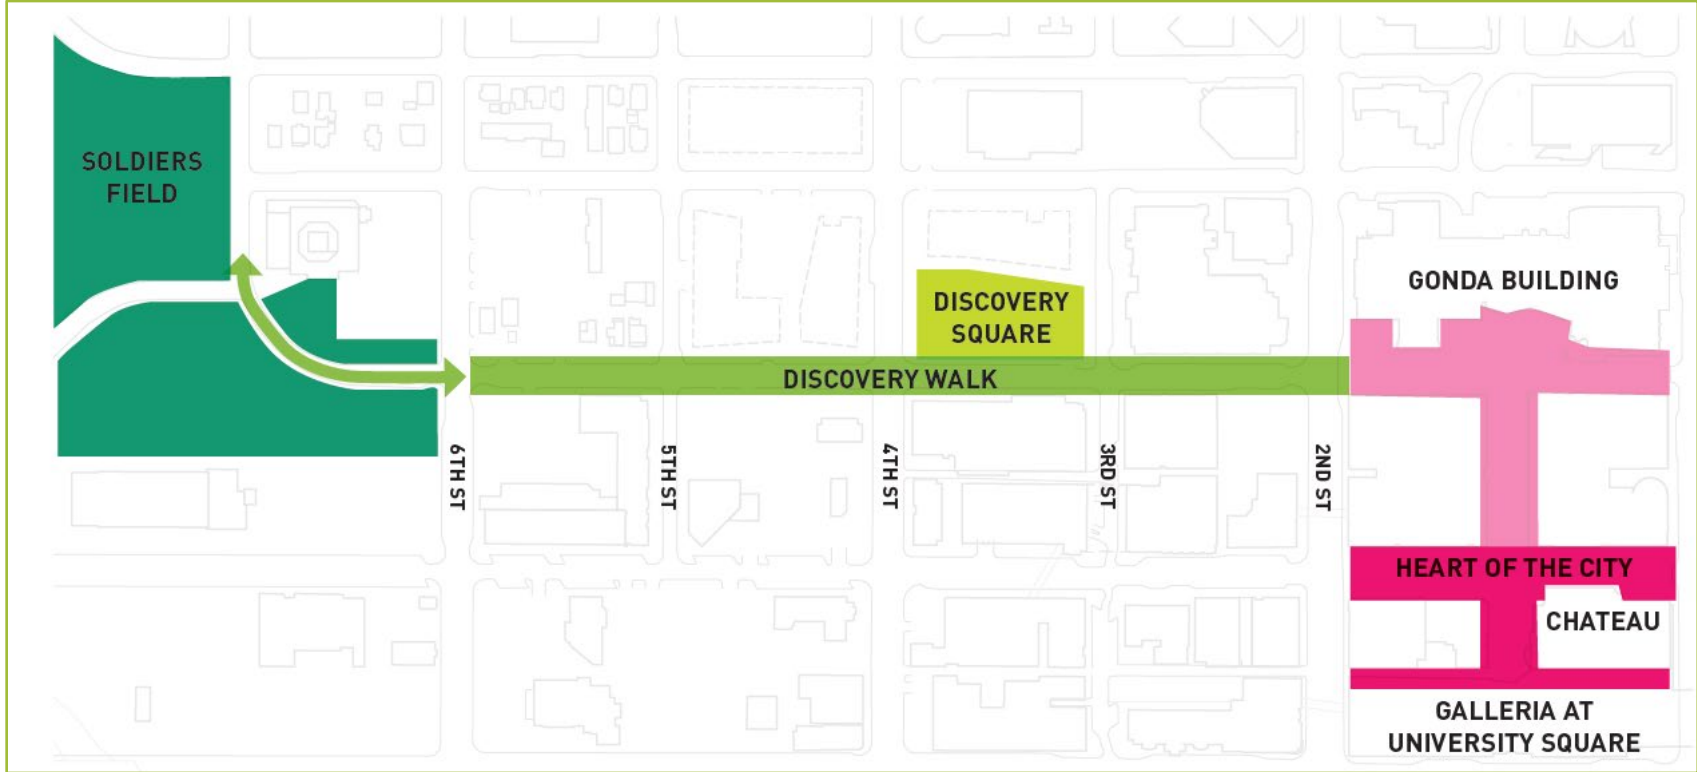 SOLDIERS
FIELD
GONDA BUILDING
DISCOVERY
SQUARE
DISCOVERY WALK
6TH ST
5TH ST
4TH ST
3RD ST
2ND ST
HEART OF THE CITY
CHATEAU
GALLERIA AT
UNIVERSITY SQUARE